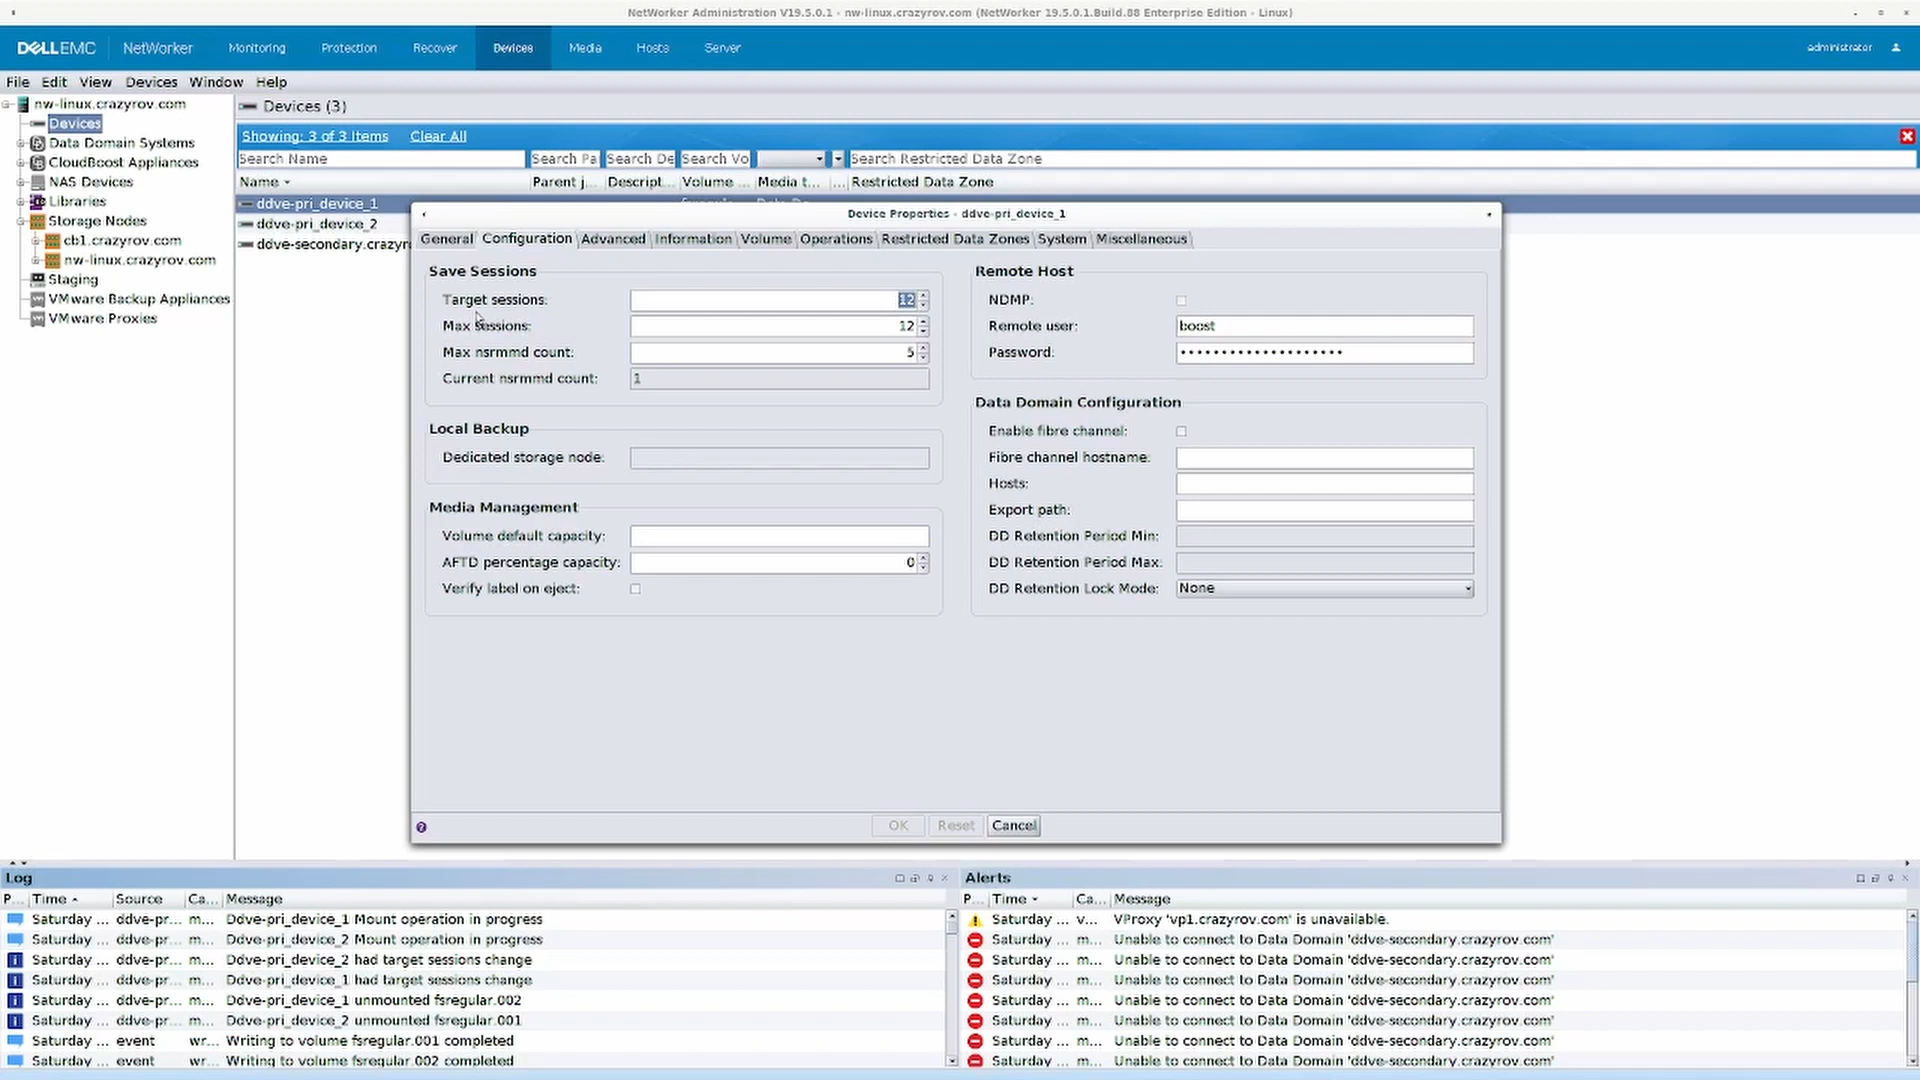 NetWorker Administration V19.5.0.1 - nw-linux.crazyrov.com (NetWorker 19.5.0.1.Build.88 Enterprise Edition - Linux)
DELLEMC NetWorker Monitoring Protection Recover Devices Media Hosts Server administrator
File Edit View Devices Window Help
nw-linux.crazyrov.com
Devices
Data Domain Systems
CloudBoost Appliances
NAS Devices
Libraries
Storage Nodes
cb1.crazyrov.com
nw-linux.crazyrov.com
Staging
VMware Backup Appliances
VMware Proxies
Devices (3)
Showing: 3 of 3 Items Clear All
Search Name Search Pa Search De Search Vo Search Restricted Data Zone
Name Parent j... Descript... Volume ... Media t... ... Restricted Data Zone
ddve-pri_device_1
ddve-pri_device_2
ddve-secondary.crazyr
Device Properties - ddve-pri_device_1
General Configuration Advanced Information Volume Operations Restricted Data Zones System Miscellaneous
Save Sessions
Target sessions: 12
Max sessions: 12
Max nsrmmd count: 5
Current nsrmmd count: 1
Local Backup
Dedicated storage node:
Media Management
Volume default capacity:
AFTD percentage capacity: 0
Verify label on eject:
Remote Host
NDMP:
Remote user: boost
Password: ••••••••••••••••••••
Data Domain Configuration
Enable fibre channel:
Fibre channel hostname:
Hosts:
Export path:
DD Retention Period Min:
DD Retention Period Max:
DD Retention Lock Mode: None
OK Reset Cancel
Log
P... Time Source Ca... Message
Saturday ... ddve-pr... m... Ddve-pri_device_1 Mount operation in progress
Saturday ... ddve-pr... m... Ddve-pri_device_2 Mount operation in progress
Saturday ... ddve-pr... m... Ddve-pri_device_2 had target sessions change
Saturday ... ddve-pr... m... Ddve-pri_device_1 had target sessions change
Saturday ... ddve-pr... m... Ddve-pri_device_1 unmounted fsregular.002
Saturday ... ddve-pr... m... Ddve-pri_device_2 unmounted fsregular.001
Saturday ... event wr... Writing to volume fsregular.001 completed
Saturday ... event wr... Writing to volume fsregular.002 completed
Alerts
P... Time Ca... Message
Saturday ... v... VProxy 'vp1.crazyrov.com' is unavailable.
Saturday ... m... Unable to connect to Data Domain 'ddve-secondary.crazyrov.com'
Saturday ... m... Unable to connect to Data Domain 'ddve-secondary.crazyrov.com'
Saturday ... m... Unable to connect to Data Domain 'ddve-secondary.crazyrov.com'
Saturday ... m... Unable to connect to Data Domain 'ddve-secondary.crazyrov.com'
Saturday ... m... Unable to connect to Data Domain 'ddve-secondary.crazyrov.com'
Saturday ... m... Unable to connect to Data Domain 'ddve-secondary.crazyrov.com'
Saturday ... m... Unable to connect to Data Domain 'ddve-secondary.crazyrov.com'